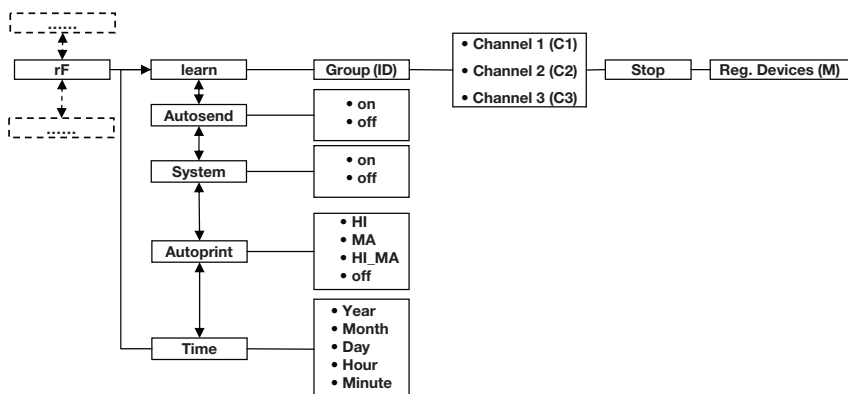 ......
rF
......
learn
Group (ID)
• Channel 1 (C1)
• Channel 2 (C2)
• Channel 3 (C3)
Stop
Reg. Devices (M)
Autosend
• on
• off
System
• on
• off
Autoprint
• HI
• MA
• HI_MA
• off
Time
• Year
• Month
• Day
• Hour
• Minute